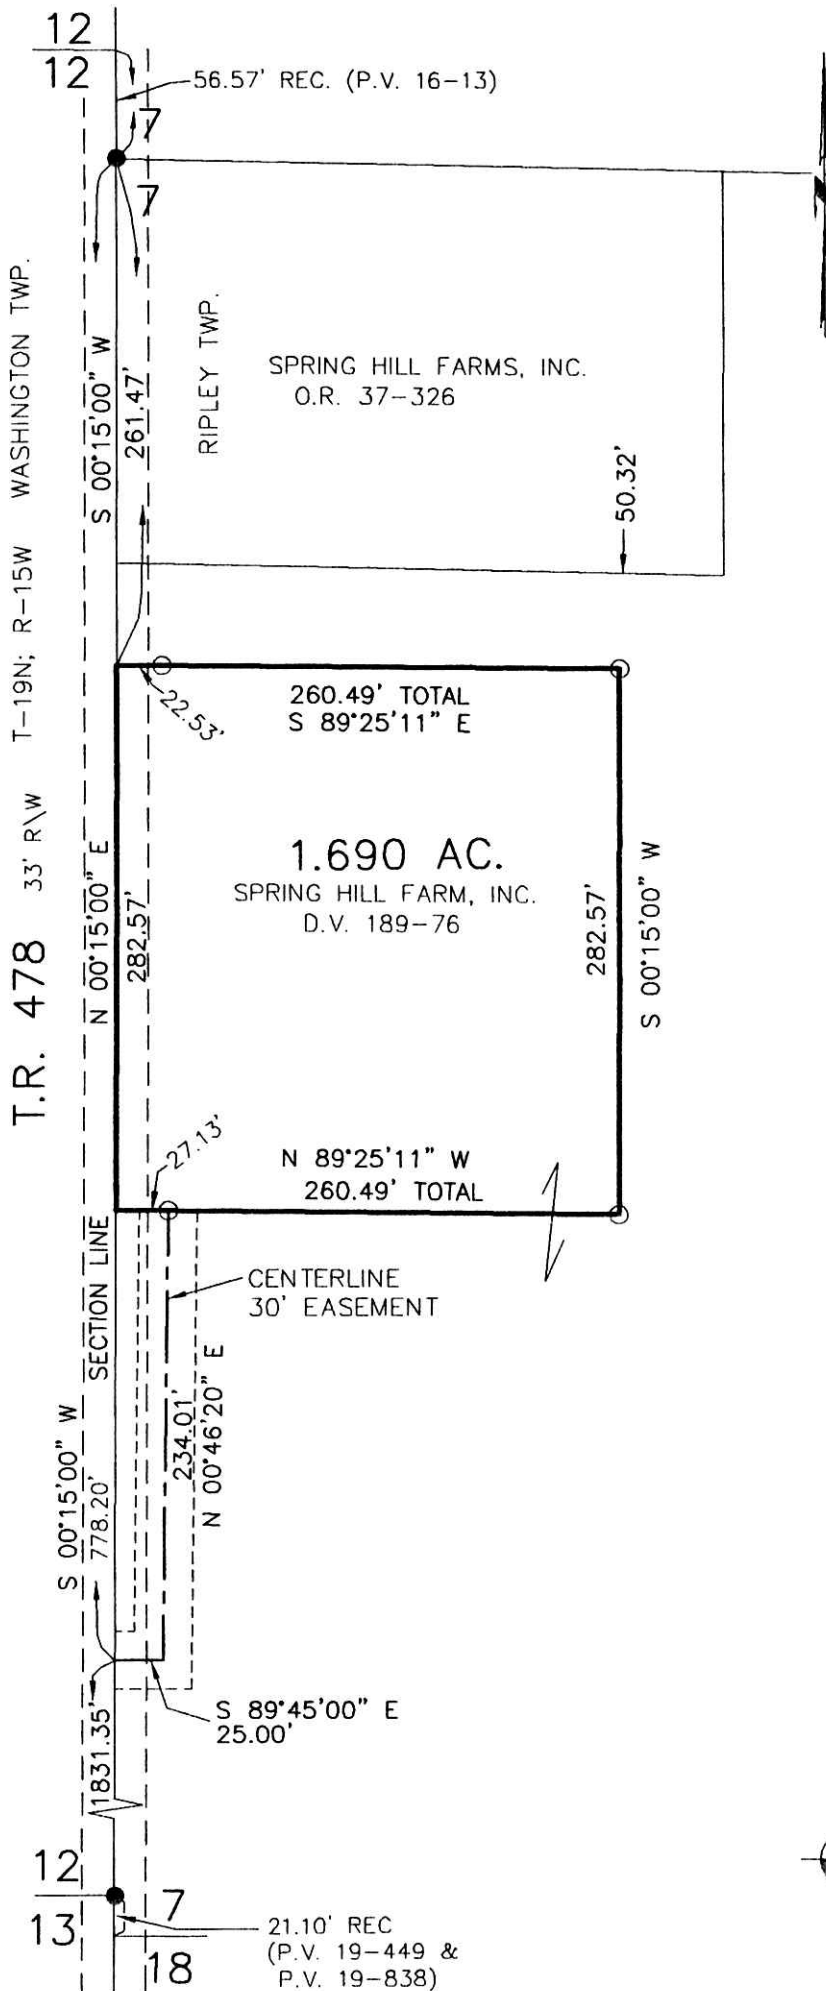 12
12
56.57' REC. (P.V. 16-13)
7
7
T.R. 478 33' R\W T-19N; R-15W WASHINGTON TWP.
S 00°15'00" W
261.47'
RIPLEY TWP.
SPRING HILL FARMS, INC.
O.R. 37-326
50.32'
22.53'
260.49' TOTAL
S 89°25'11" E
1.690 AC.
SPRING HILL FARM, INC.
D.V. 189-76
N 00°15'00" E
282.57'
282.57'
S 00°15'00" W
27.13'
N 89°25'11" W
260.49' TOTAL
SECTION LINE
CENTERLINE
30' EASEMENT
S 00°15'00" W
778.20'
234.01'
N 00°46'20" E
S 89°45'00" E
25.00'
1831.35'
12
13
7
18
21.10' REC
(P.V. 19-449 &
P.V. 19-838)